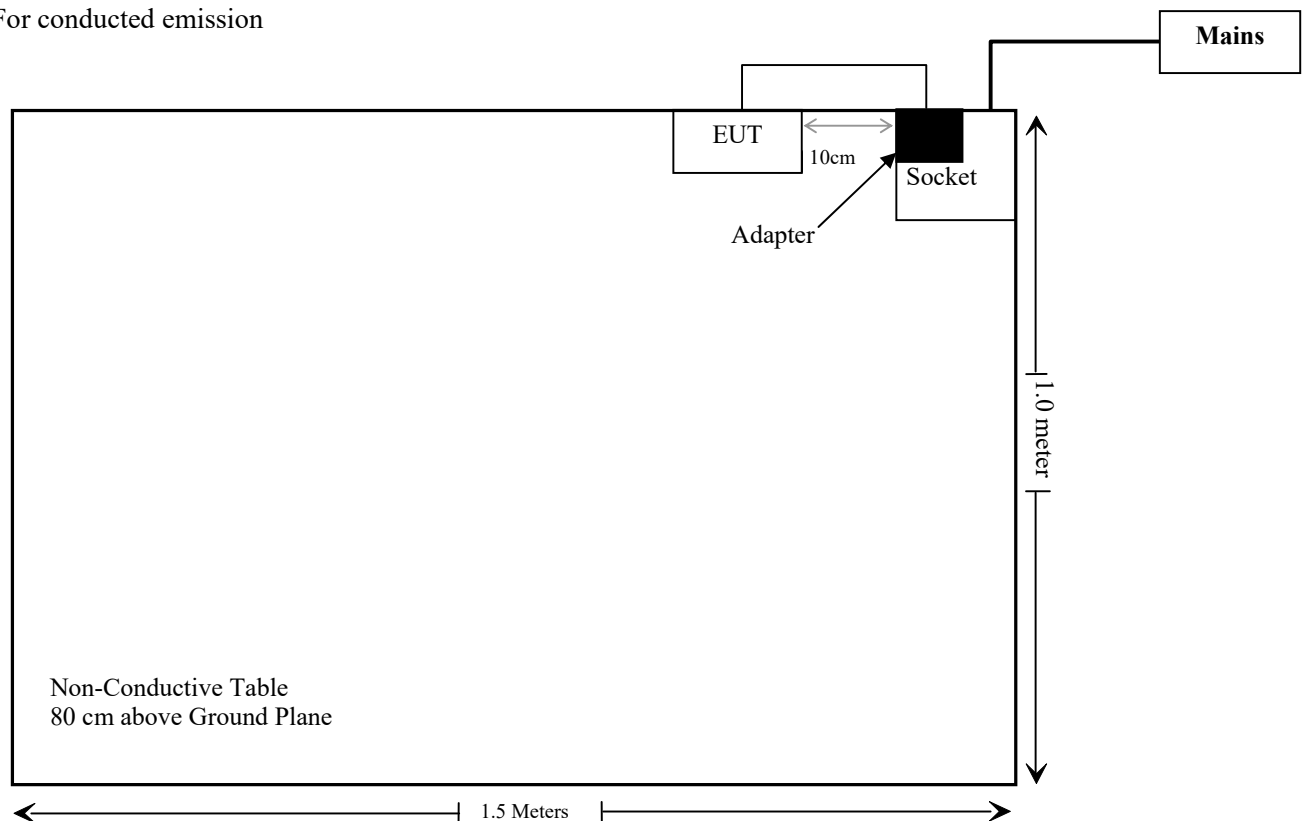 For conducted emission
Mains
EUT
10cm
Socket
Adapter
1.0 meter
Non-Conductive Table
80 cm above Ground Plane
1.5 Meters